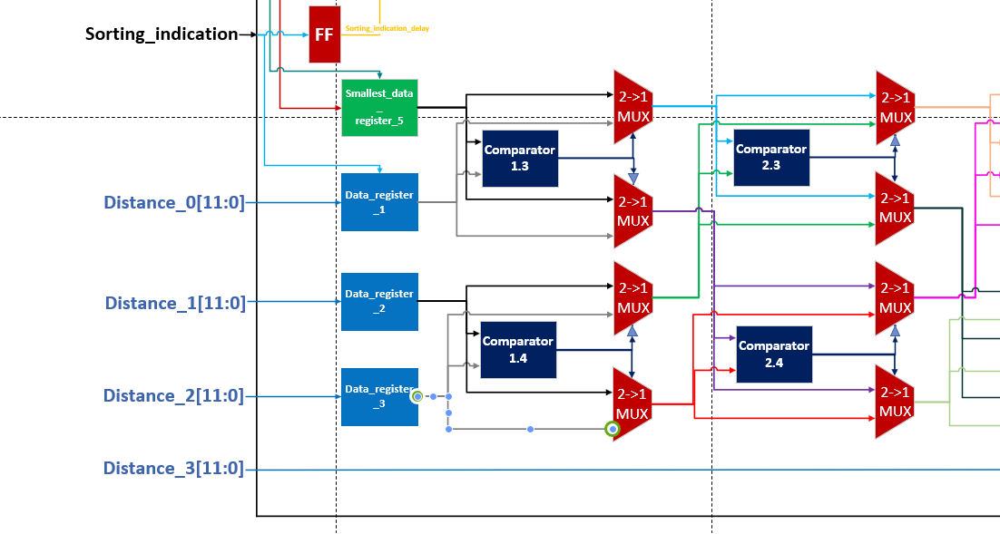 Sorting_indication
FF
Sorting_Indication_delay
Smallest_data
_
register_5
2->1
MUX
2->1
MUX
Comparator
1.3
Comparator
2.3
Distance_0[11:0]
Data_register
_1
2->1
MUX
2->1
MUX
Distance_1[11:0]
Data_register
_2
2->1
MUX
2->1
MUX
Comparator
1.4
Comparator
2.4
Distance_2[11:0]
Data_register
_3
2->1
MUX
2->1
MUX
Distance_3[11:0]